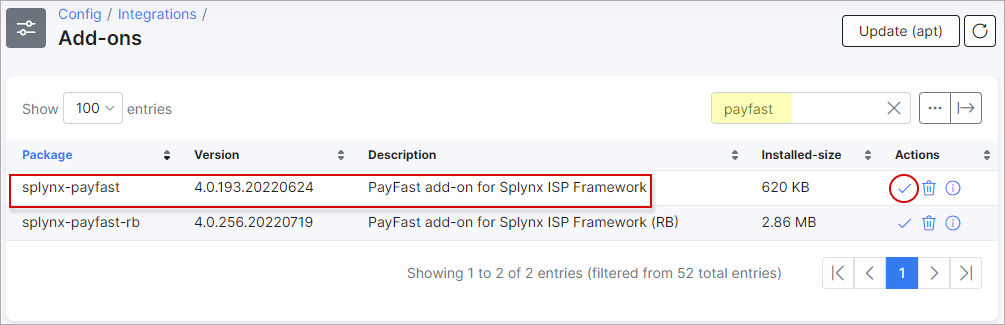 Config / Integrations /
Add-ons
Update (apt)
Show 100 entries
payfast
Package Version Description Installed-size Actions
splynx-payfast 4.0.193.20220624 PayFast add-on for Splynx ISP Framework 620 KB
splynx-payfast-rb 4.0.256.20220719 PayFast add-on for Splynx ISP Framework (RB) 2.86 MB
Showing 1 to 2 of 2 entries (filtered from 52 total entries) 1